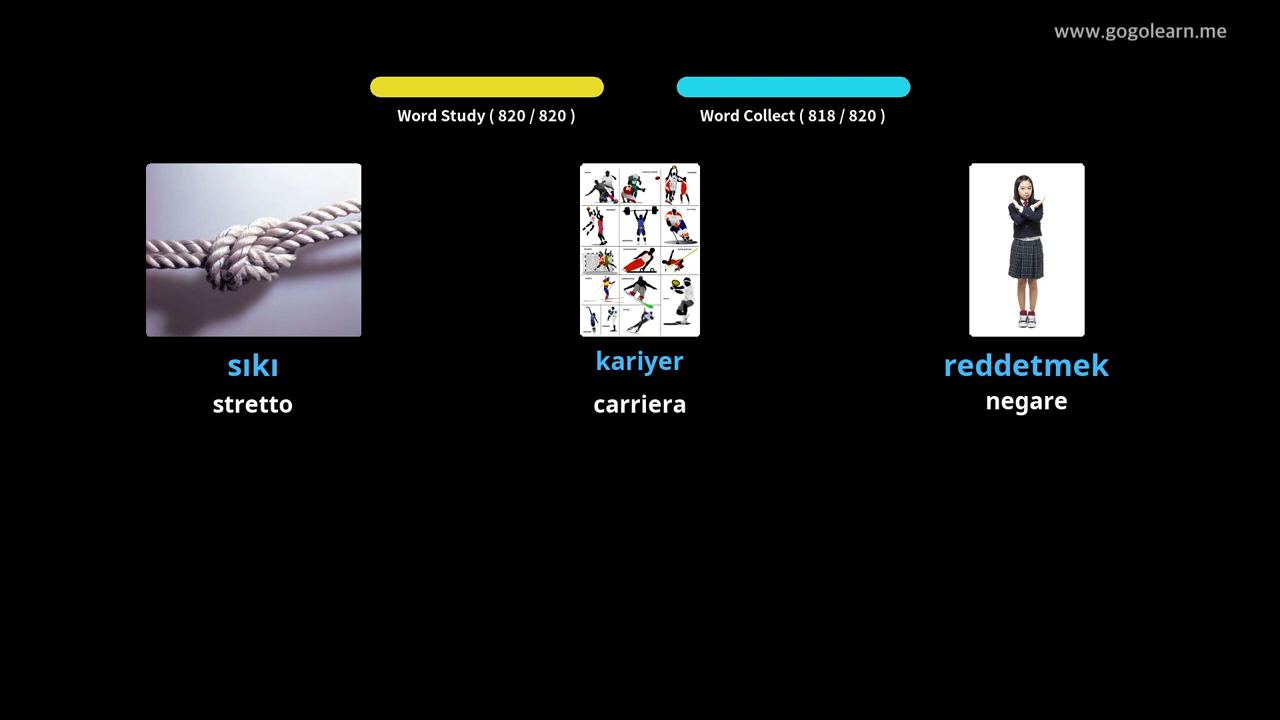 www.gogolearn.me
Word Study ( 820 / 820 )
Word Collect ( 818 / 820 )
sıkı
kariyer
reddetmek
stretto
carriera
negare